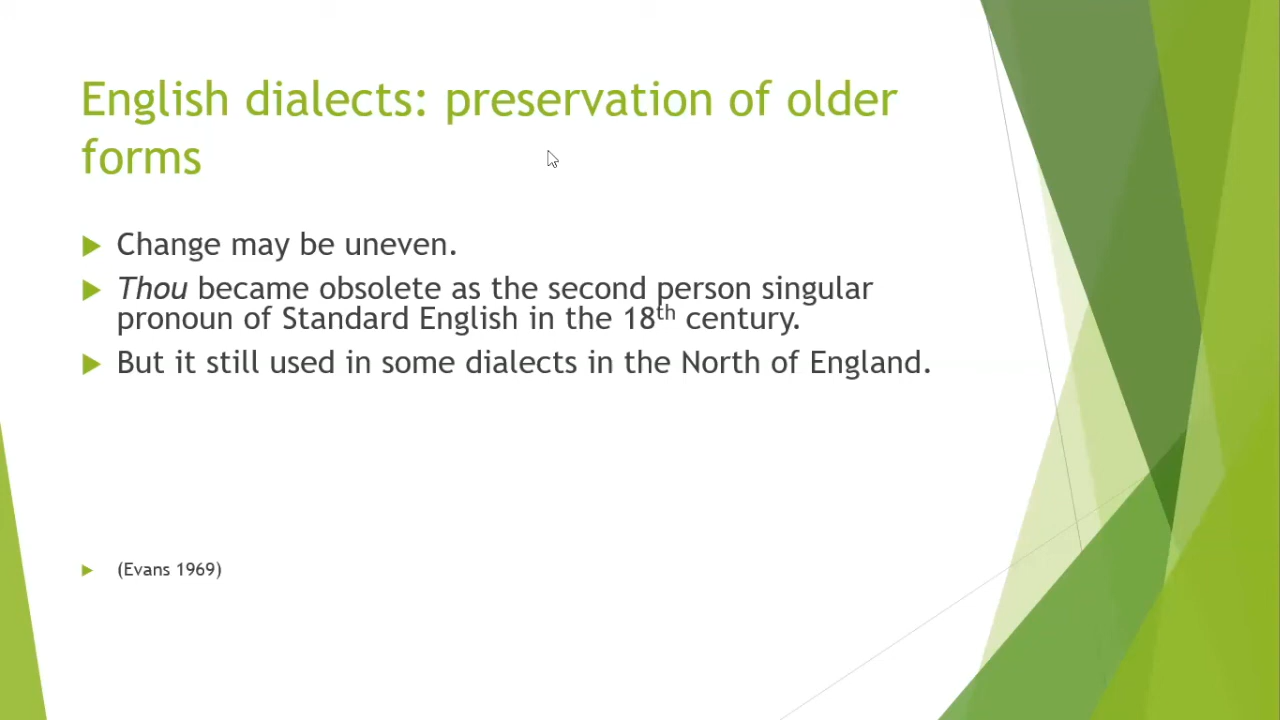 English dialects: preservation of older
forms
Change may be uneven.
Thou became obsolete as the second person singular
pronoun of Standard English in the 18th century.
But it still used in some dialects in the North of England.
(Evans 1969)